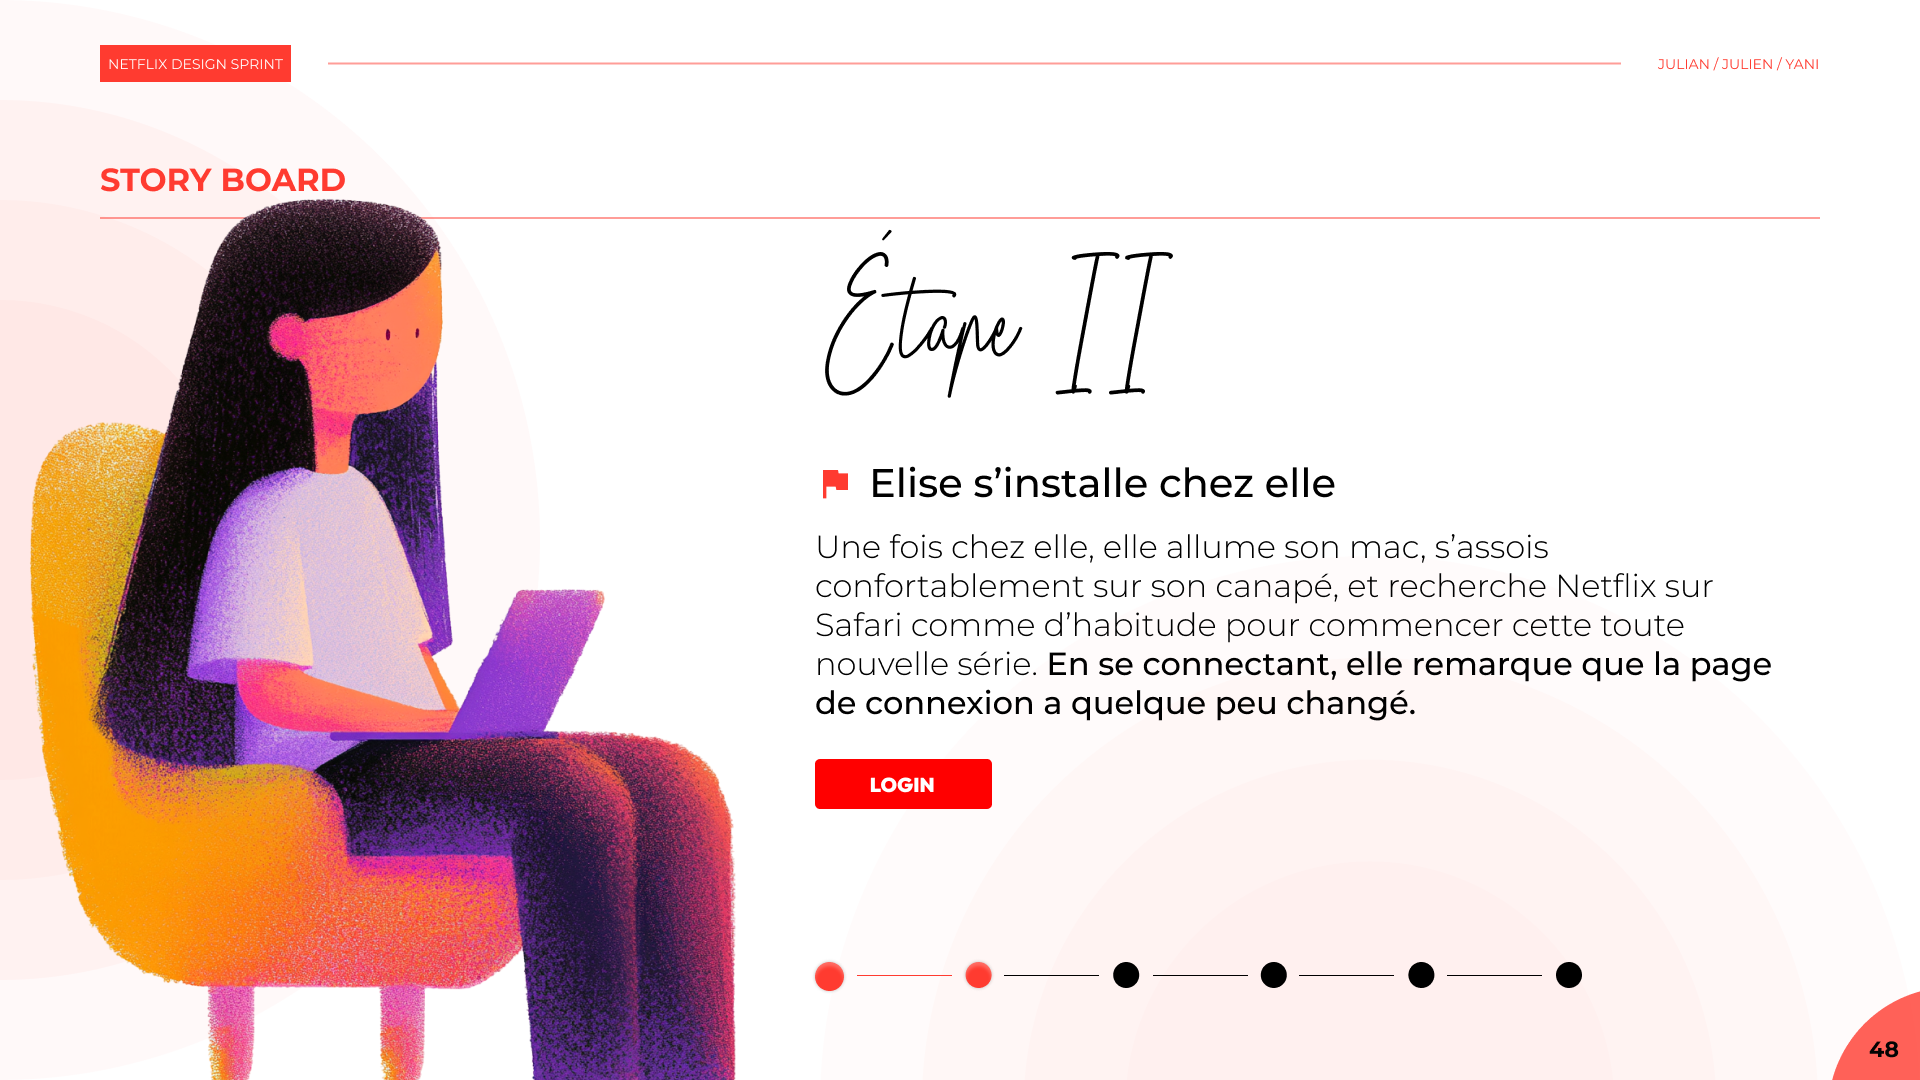 NETFLIX DESIGN SPRINT
JULIAN / JULIEN / YANI
STORY BOARD
Étape II
Elise s’installe chez elle
Une fois chez elle, elle allume son mac, s’assois
confortablement sur son canapé, et recherche Netflix sur
Safari comme d’habitude pour commencer cette toute
nouvelle série. En se connectant, elle remarque que la page
de connexion a quelque peu changé.
LOGIN
48